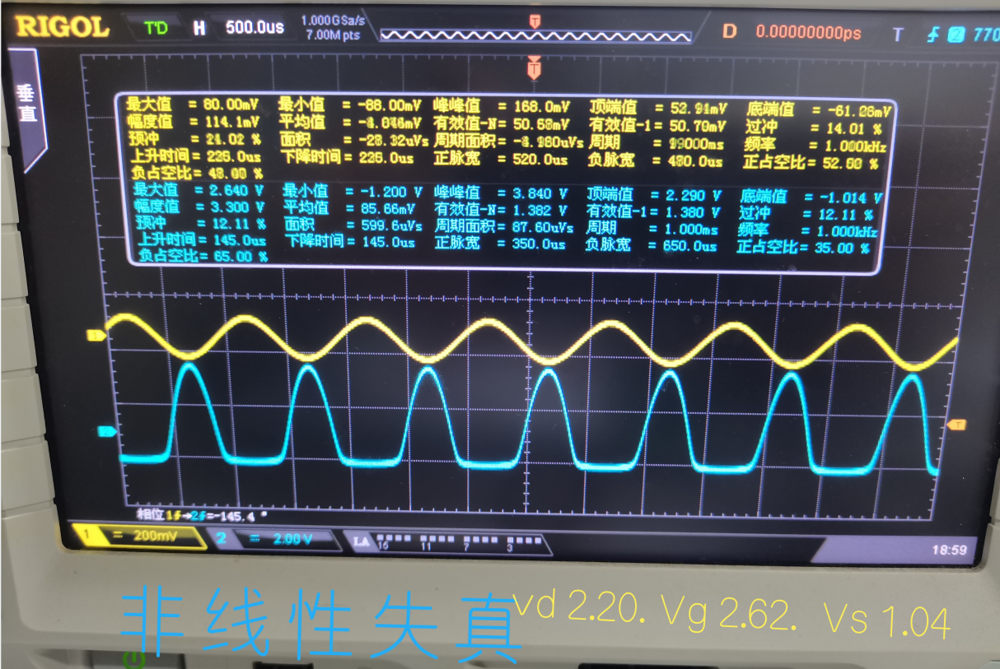 RIGOL T'D H 500.0us 1.000GSa/s 7.00M pts T D 0.00000000ps T 2 770
垂直
T
最大值 = 80.00mV 最小值 = -88.00mV 峰峰值 = 168.0mV 顶端值 = 52.94mV 底端值 = -61.26mV
幅度值 = 114.1mV 平均值 = 有效值-N= 50.68mV 有效值-1= 50.70mV 过冲 = 14.01 %
预冲 = % 面积 = -28.32uVs 周期面积= 周期 = 频率 = 1.000kHz
上升时间= 226.0us 下降时间= 226.0us 正脉宽 = 520.0us 负脉宽 = 480.0us 正占空比= 52.00 %
负占空比= 48.00 %
最大值 = 2.640 V 最小值 = -1.200 V 峰峰值 = 3.840 V 顶端值 = 2.290 V 底端值 = -1.014 V
幅度值 = 3.300 V 平均值 = 85.66mV 有效值-N= 1.382 V 有效值-1= 1.380 V 过冲 = 12.11 %
预冲 = 12.11 % 面积 = 599.6uVs 周期面积= 87.60uVs 周期 = 1.000ms 频率 = 1.000kHz
上升时间= 145.0us 下降时间= 145.0us 正脉宽 = 350.0us 负脉宽 = 650.0us 正占空比= 35.00 %
负占空比= 65.00 %
1
2 T
相位1→2=-145.4 °
1 = 200mV 2 = 2.00 V LA 15 11 7 3 18:59
非线性失真 vd 2.20. Vg 2.62. Vs 1.04